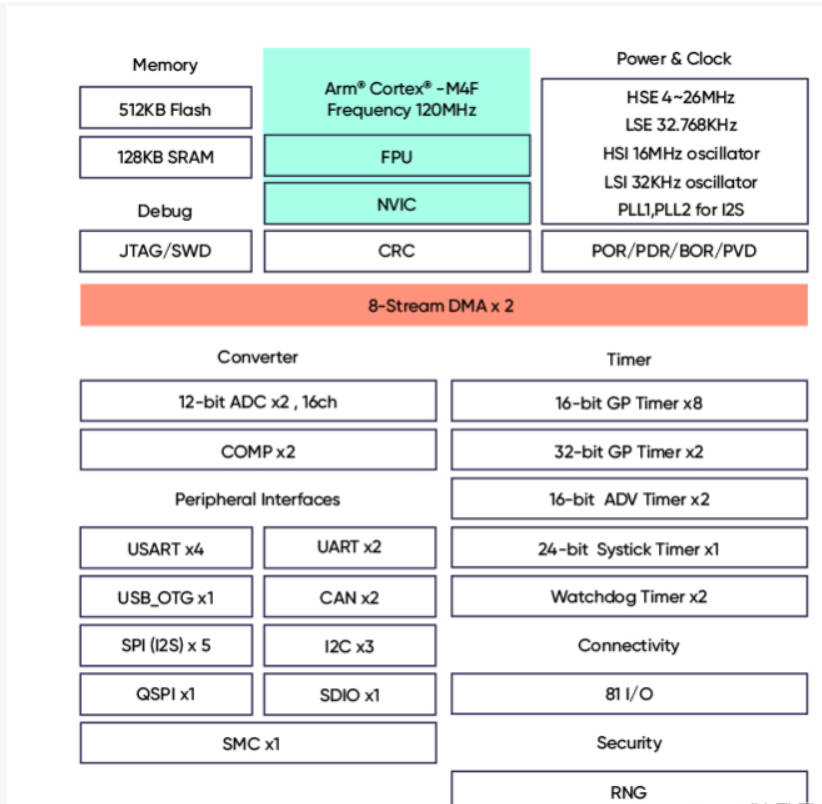 Memory
512KB Flash
128KB SRAM
Debug
JTAG/SWD
Arm® Cortex® -M4F
Frequency 120MHz
FPU
NVIC
CRC
Power & Clock
HSE 4~26MHz
LSE 32.768KHz
HSI 16MHz oscillator
LSI 32KHz oscillator
PLL1,PLL2 for I2S
POR/PDR/BOR/PVD
8-Stream DMA x 2
Converter
12-bit ADC x2 , 16ch
COMP x2
Peripheral Interfaces
USART x4
UART x2
USB_OTG x1
CAN x2
SPI (I2S) x 5
I2C x3
QSPI x1
SDIO x1
SMC x1
Timer
16-bit GP Timer x8
32-bit GP Timer x2
16-bit ADV Timer x2
24-bit Systick Timer x1
Watchdog Timer x2
Connectivity
81 I/O
Security
RNG